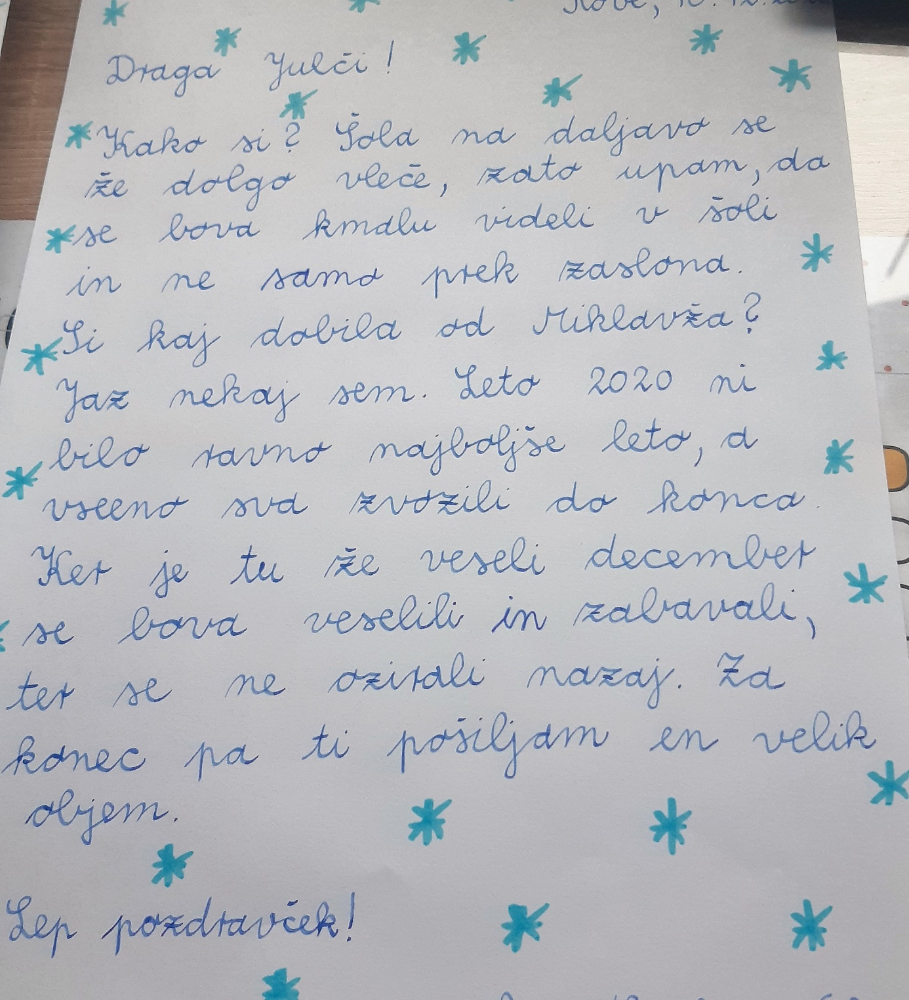 Draga Julči!
Kako si? Šola na daljavo se
že dolgo vleče, zato upam, da
se bova kmalu videli v šoli
in ne samo prek zaslona.
Si kaj dobila od Miklavža?
Jaz nekaj sem. Leto 2020 ni
bilo ravno najboljše leto, a
vseeno sva zvozili do konca.
Ker je tu že veseli december
se bova veselili in zabavali,
ter se ne ozirali nazaj. Za
konec pa ti pošiljam en velik
objem.
Lep pozdravček!